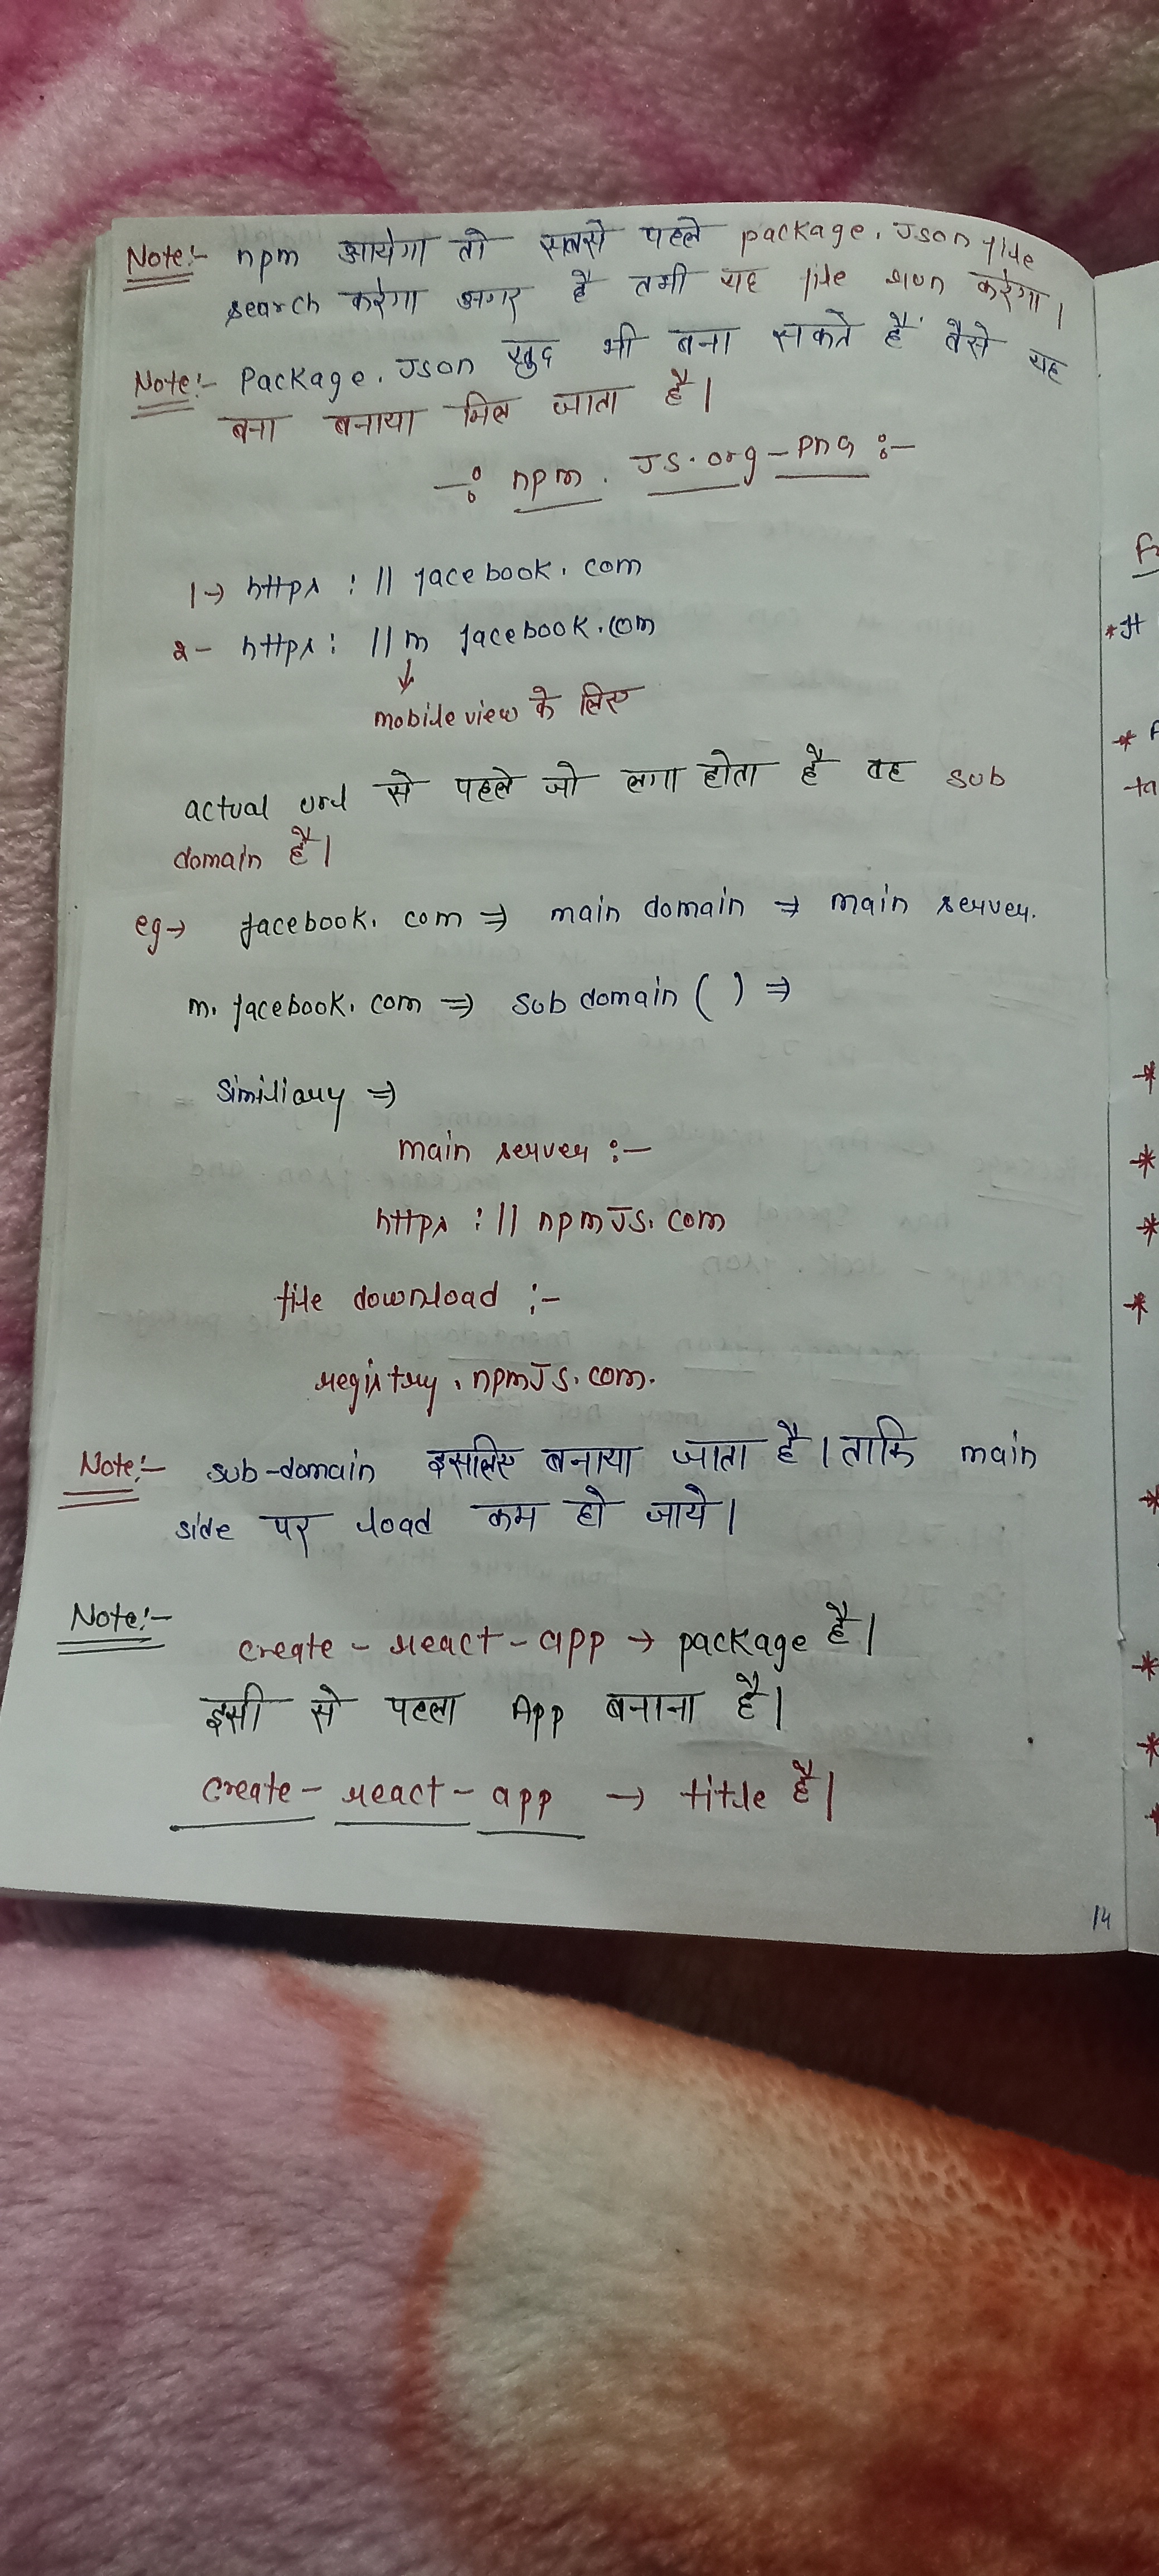 Note:- npm आयेगा तो सबसे पहले package.Json file
search करेगा अगर है तभी यह file run करेगा।
Note:- Package.Json खुद भी बना सकते हैं वैसे यह
बना बनाया मिल जाता है।
-: npm. JS.org - png :-
1→ https://facebook.com
2- https://m facebook.com
↓
mobile view के लिए
actual url से पहले जो लगा होता है वह sub
domain है।
eg→ facebook.com ⇒ main domain ⇒ main server.
m.facebook.com ⇒ Sub domain ( ) ⇒
Similiary ⇒
main server :-
https://npmJS.com
file download :-
registry.npmJS.com.
Note:- sub-domain इसलिए बनाया जाता है। ताकि main
side पर load कम हो जाये।
Note:-
Create-react-app → package है।
इसी से पहला App बनाना है।
Create-react-app → title है।
14